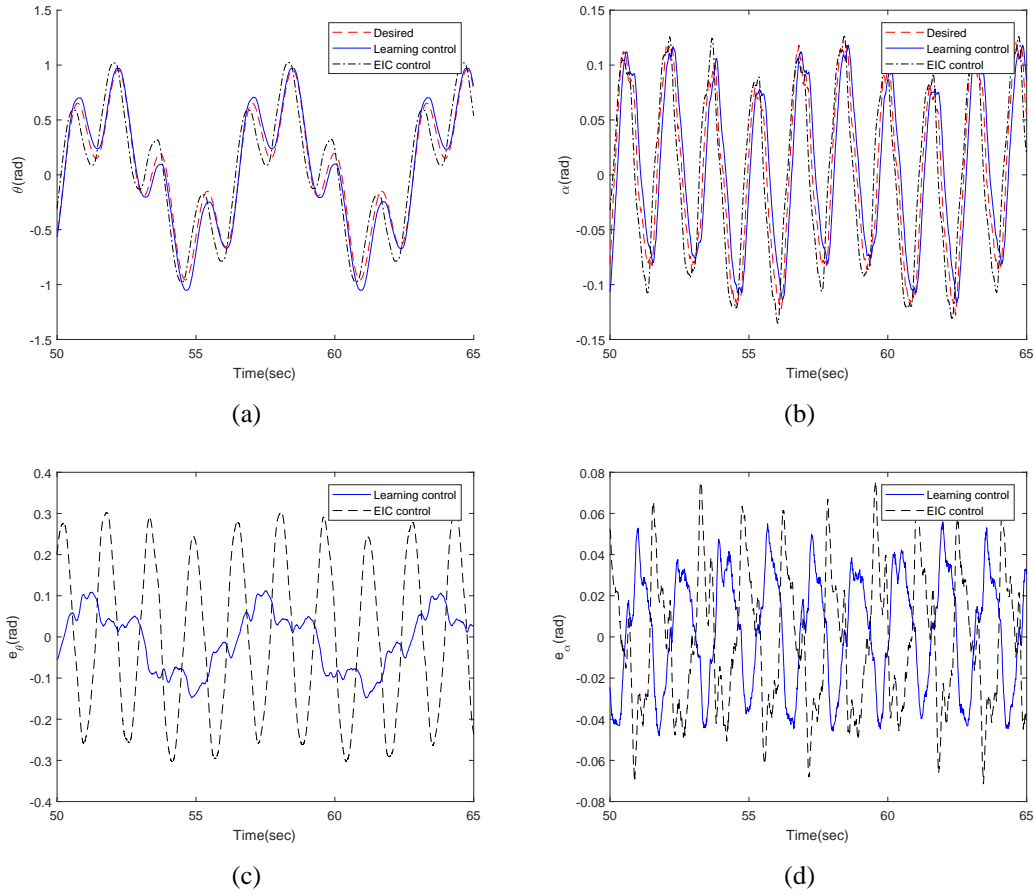 Desired
Learning control
EIC control
1.5
1
0.5
0
-0.5
-1
-1.5
θ(rad)
50 55 60 65
Time(sec)
(a)
Desired
Learning control
EIC control
0.15
0.1
0.05
0
-0.05
-0.1
-0.15
α(rad)
50 55 60 65
Time(sec)
(b)
Learning control
EIC control
0.4
0.3
0.2
0.1
0
-0.1
-0.2
-0.3
-0.4
eθ(rad)
50 55 60 65
Time(sec)
(c)
Learning control
EIC control
0.08
0.06
0.04
0.02
0
-0.02
-0.04
-0.06
-0.08
eα(rad)
50 55 60 65
Time(sec)
(d)